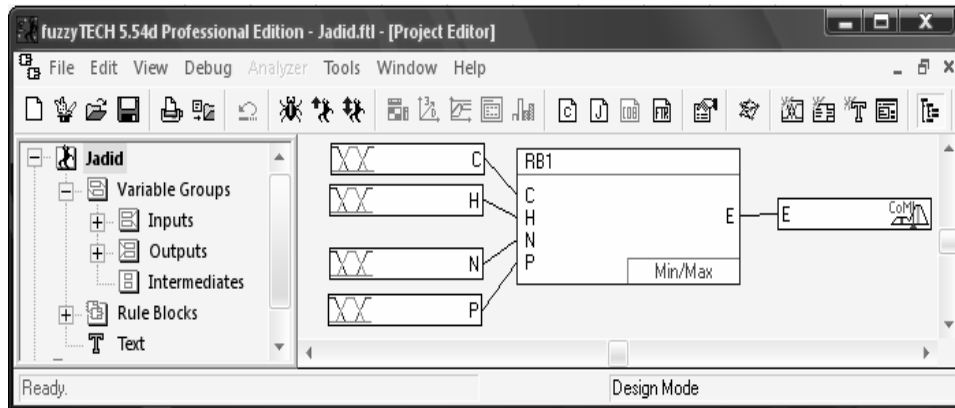 fuzzyTECH 5.54d Professional Edition - Jadid.ftl - [Project Editor]
File Edit View Debug Analyzer Tools Window Help
Jadid
Variable Groups
Inputs
Outputs
Intermediates
Rule Blocks
Text
C
H
N
P
RB1
C
H
N
P
E
Min/Max
E
CoM
Ready.
Design Mode